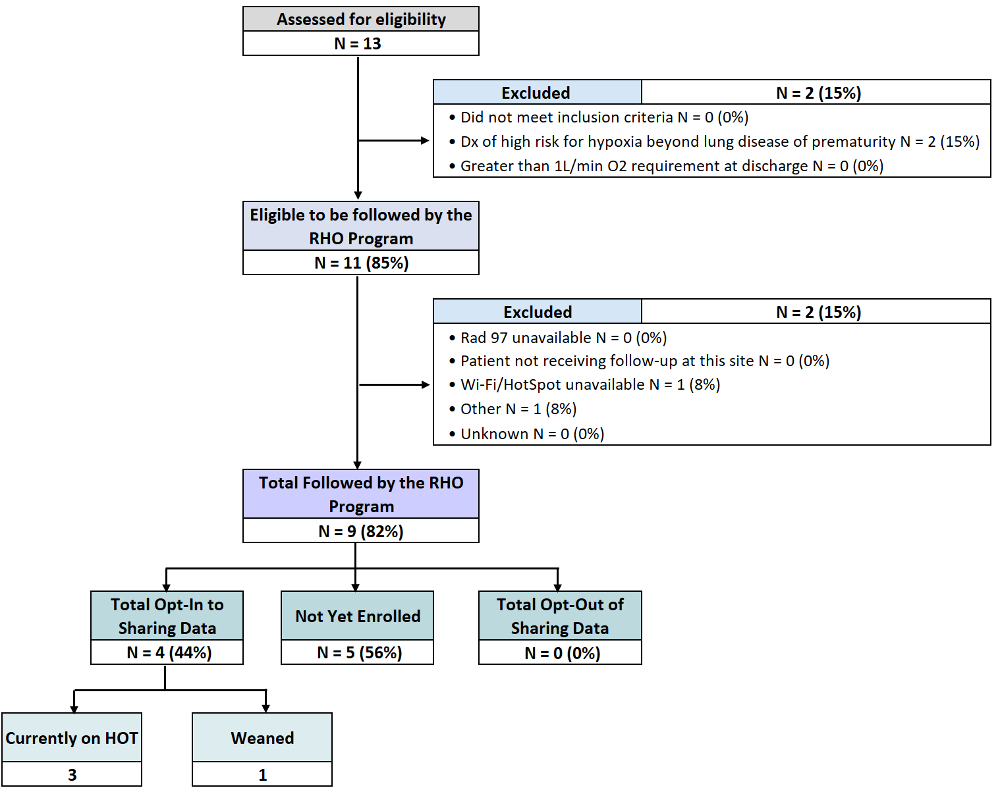 Assessed for eligibility
N = 13
Excluded
N = 2 (15%)
• Did not meet inclusion criteria N = 0 (0%)
• Dx of high risk for hypoxia beyond lung disease of prematurity N = 2 (15%)
• Greater than 1L/min O2 requirement at discharge N = 0 (0%)
Eligible to be followed by the
RHO Program
N = 11 (85%)
Excluded
N = 2 (15%)
• Rad 97 unavailable N = 0 (0%)
• Patient not receiving follow-up at this site N = 0 (0%)
• Wi-Fi/HotSpot unavailable N = 1 (8%)
• Other N = 1 (8%)
• Unknown N = 0 (0%)
Total Followed by the RHO
Program
N = 9 (82%)
Total Opt-In to
Sharing Data
N = 4 (44%)
Not Yet Enrolled
N = 5 (56%)
Total Opt-Out of
Sharing Data
N = 0 (0%)
Currently on HOT
3
Weaned
1